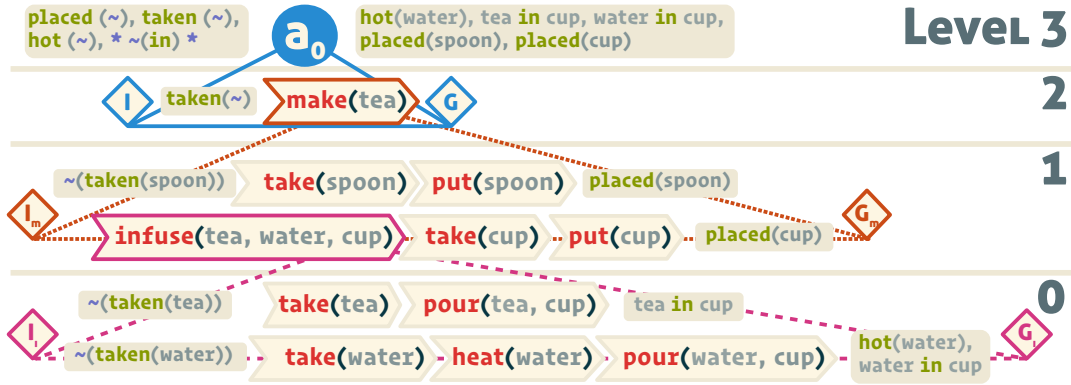 placed (~), taken (~),
hot (~), * ~(in) *
a0
hot(water), tea in cup, water in cup,
placed(spoon), placed(cup)
Level 3
I
taken(~)
make(tea)
G
2
~(taken(spoon))
take(spoon)
put(spoon)
placed(spoon)
1
Im
infuse(tea, water, cup)
take(cup)
put(cup)
placed(cup)
Gm
~(taken(tea))
take(tea)
pour(tea, cup)
tea in cup
0
Ii
~(taken(water))
take(water)
heat(water)
pour(water, cup)
hot(water),
water in cup
Gi